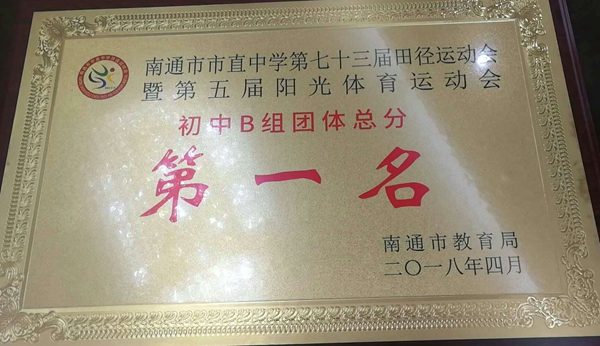 南通市市直中学第七十三届田径运动会
暨第五届阳光体育运动会
初中B组团体总分
第一名
南通市教育局
二〇一八年四月